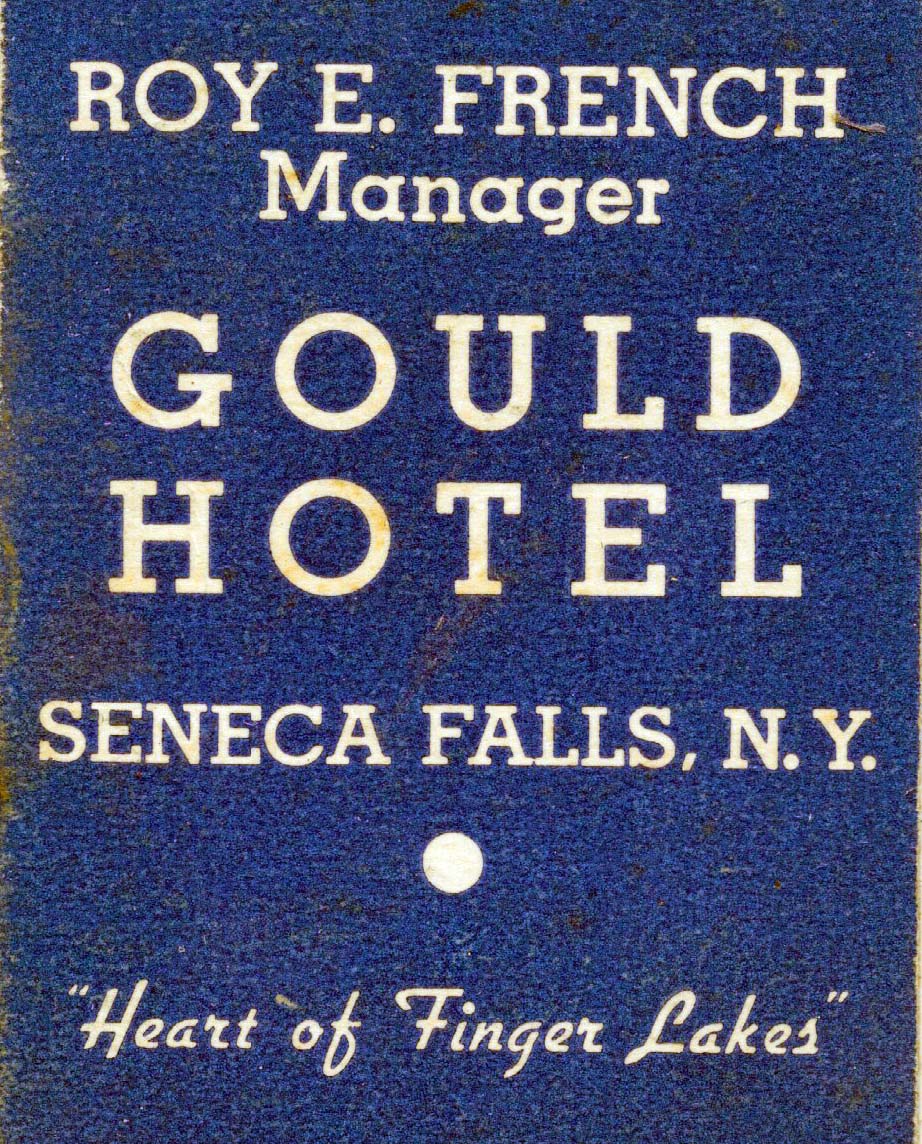 ROY E. FRENCH
Manager
GOULD
HOTEL
SENECA FALLS, N.Y.
"Heart of Finger Lakes"